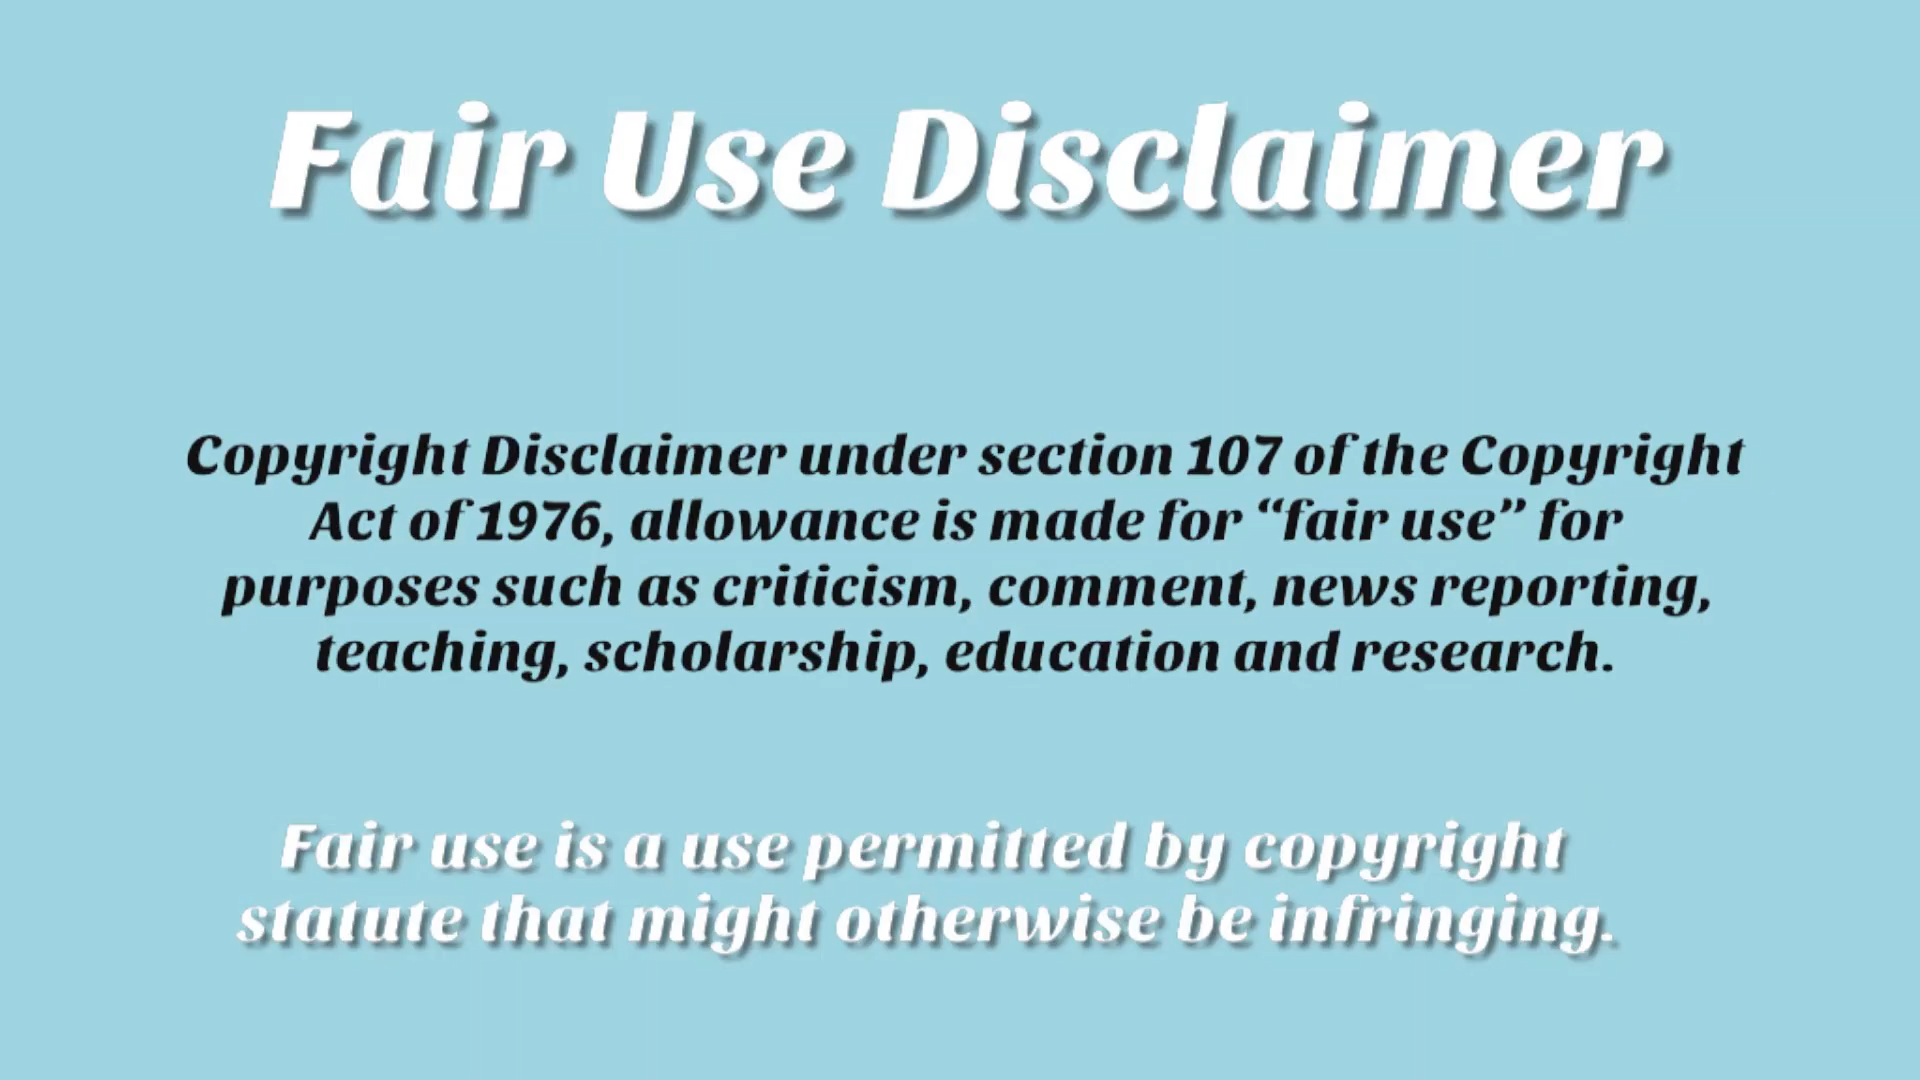 Fair Use Disclaimer
Copyright Disclaimer under section 107 of the Copyright
Act of 1976, allowance is made for “fair use” for
purposes such as criticism, comment, news reporting,
teaching, scholarship, education and research.
Fair use is a use permitted by copyright
statute that might otherwise be infringing.